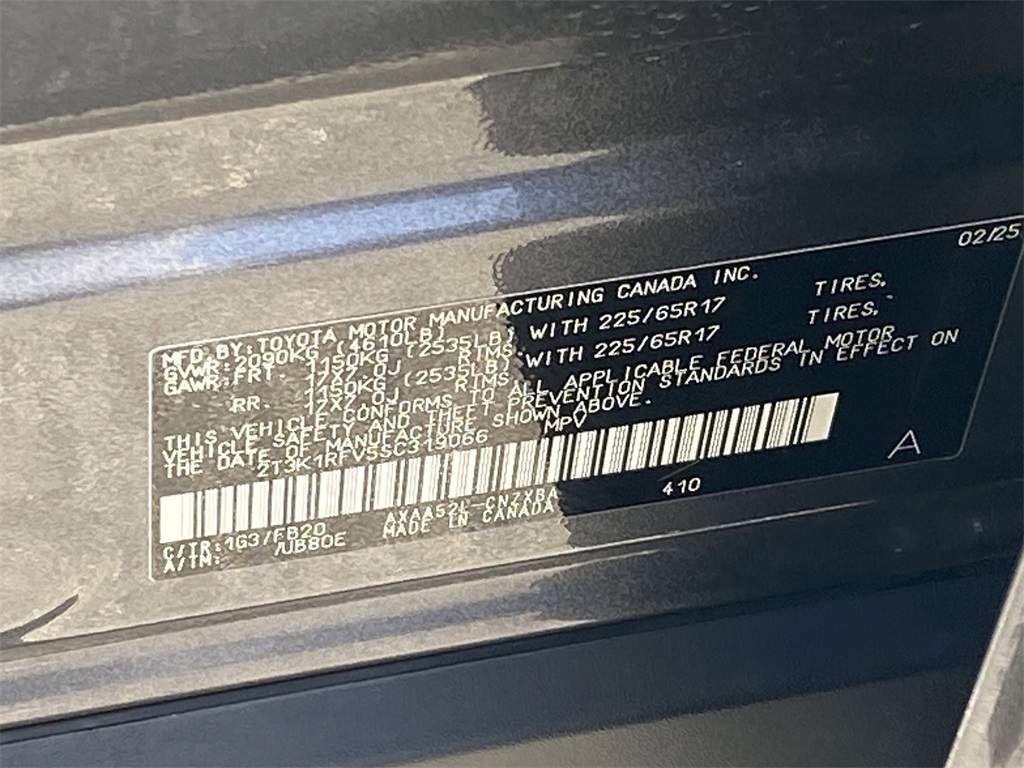 02/25
MFD.BY:TOYOTA MOTOR MANUFACTURING CANADA INC.
GVWR:2090KG (4610LB)
GAWR:FRT. 1150KG (2535LB) WITH 225/65R17 TIRES,
17X7.0J RIMS
RR. 1150KG (2535LB) WITH 225/65R17 TIRES,
17X7.0J RIMS
THIS VEHICLE CONFORMS TO ALL APPLICABLE FEDERAL MOTOR
VEHICLE SAFETY AND THEFT PREVENTION STANDARDS IN EFFECT ON
THE DATE OF MANUFACTURE SHOWN ABOVE.
2T3K1RFV5SC319066 MPV
A
C/TR:1G3/FB20 AXAA52L-CNZXBA 410
A/TM: /UB80E MADE IN CANADA